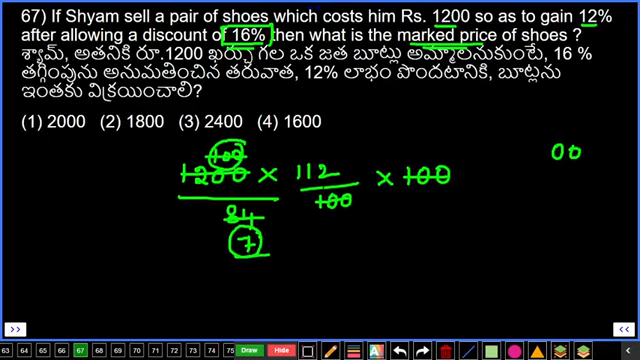 67) If Shyam sell a pair of shoes which costs him Rs. 1200 so as to gain 12%
after allowing a discount of 16% then what is the marked price of shoes ?
శ్యామ్, అతనికి రూ.1200 ఖర్చు గల ఒక జత బూట్లు అమ్మాలనుకుంటే, 16 %
తగ్గింపును అనుమతించిన తరువాత, 12% లాభం పొందటానికి, బూట్లను
ఇంతకు విక్రయించాలి?
(1) 2000 (2) 1800 (3) 2400 (4) 1600
100
1200 × 112 × 100
84 100
7
00
>> 63 64 65 66 67 68 69 70 71 72 73 74 75 Draw Hide A <<